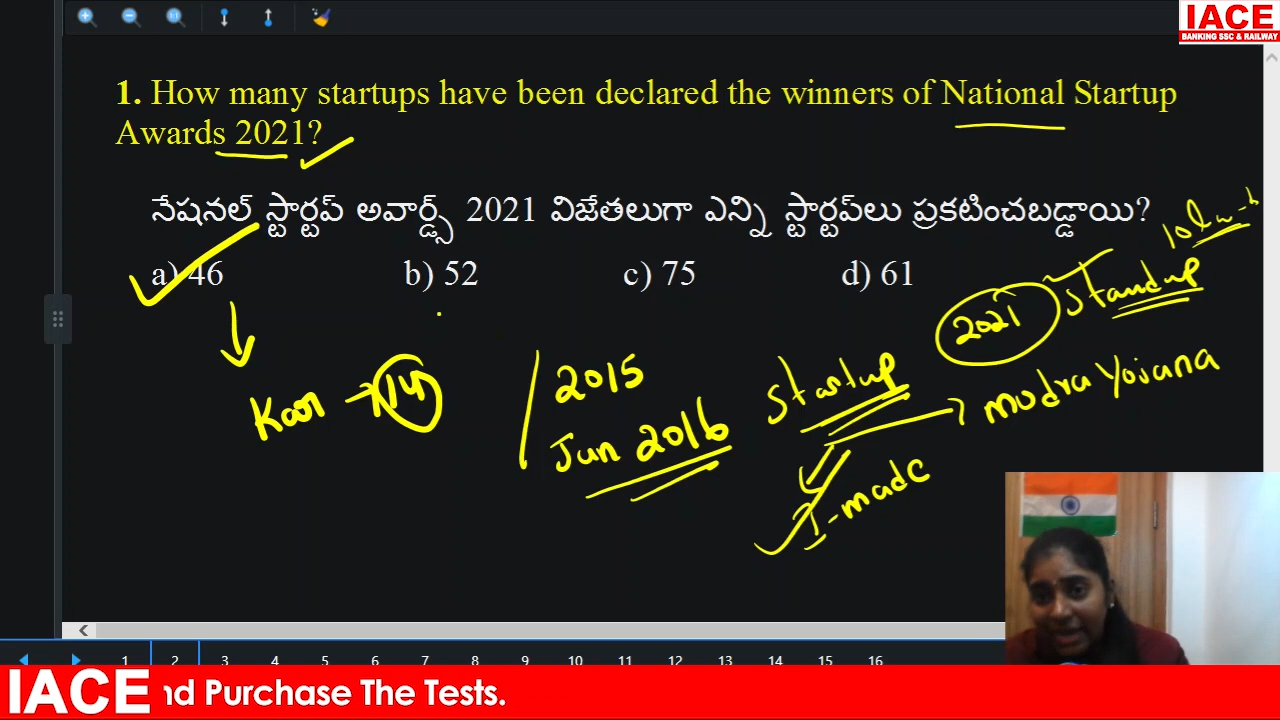 IACE
BANKING SSC & RAILWAY
1. How many startups have been declared the winners of National Startup
Awards 2021?
నేషనల్ స్టార్టప్ అవార్డ్స్ 2021 విజేతలుగా ఎన్ని స్టార్టప్‌లు ప్రకటించబడ్డాయి?
a) 46 b) 52 c) 75 d) 61
2021 Standup
2015 Startup mudra Yojana
14
Jun 2016
I-made
1 2 3 4 5 6 7 8 9 10 11 12 13 14 15 16
IACE nd Purchase The Tests.